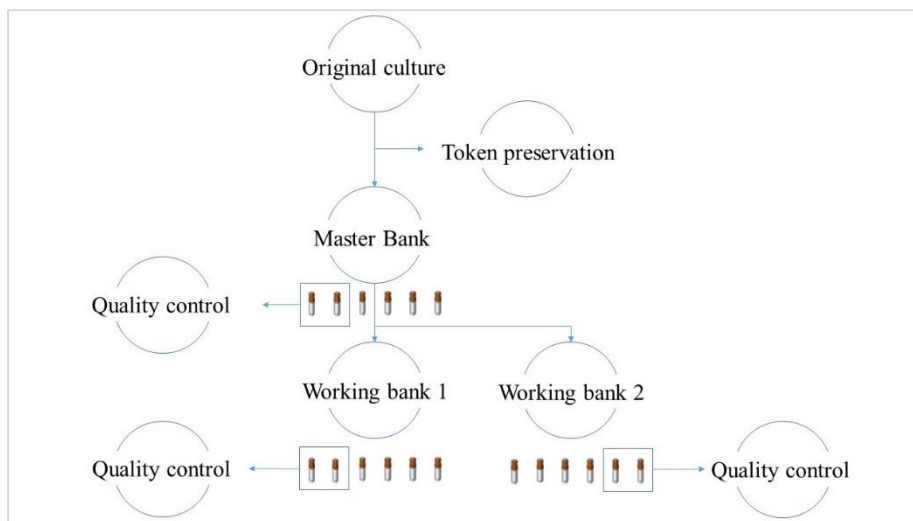 Original culture
Token preservation
Master Bank
Quality control
Working bank 1
Working bank 2
Quality control
Quality control